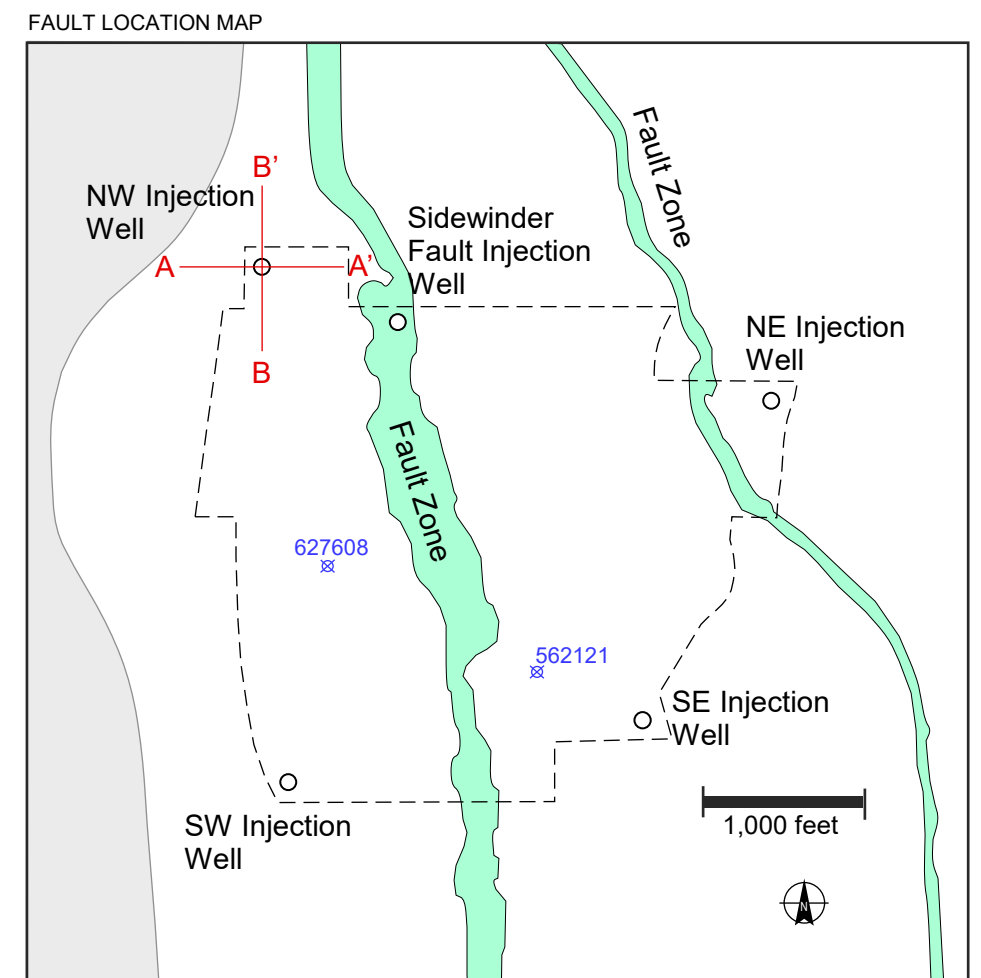 FAULT LOCATION MAP
Fault Zone
B’
NW Injection
Well
Sidewinder
Fault Injection
Well
A
A’
NE Injection
Well
B
Fault Zone
627608
562121
SE Injection
Well
1,000 feet
SW Injection
Well
N